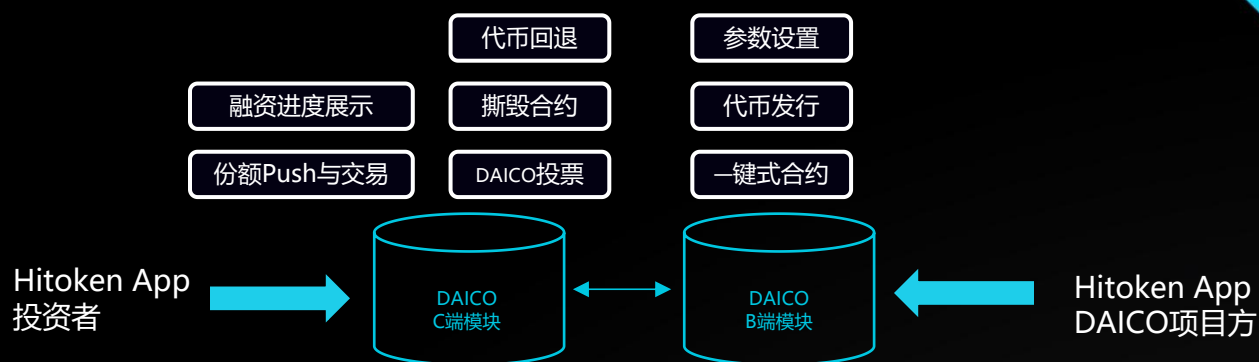 代币回退
参数设置
融资进度展示
撕毁合约
代币发行
份额Push与交易
DAICO投票
一键式合约
Hitoken App
投资者
DAICO
C端模块
DAICO
B端模块
Hitoken App
DAICO项目方